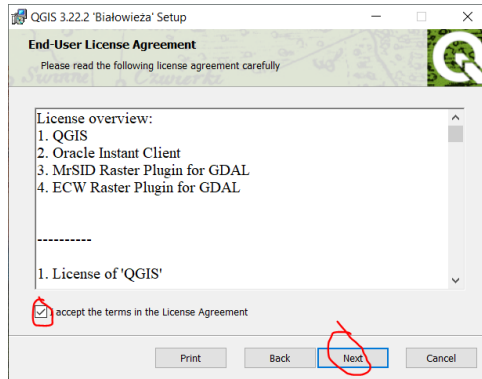 QGIS 3.22.2 'Białowieża' Setup
End-User License Agreement
Please read the following license agreement carefully
License overview:
1. QGIS
2. Oracle Instant Client
3. MrSID Raster Plugin for GDAL
4. ECW Raster Plugin for GDAL
----------
1. License of 'QGIS'
I accept the terms in the License Agreement
Print Back Next Cancel